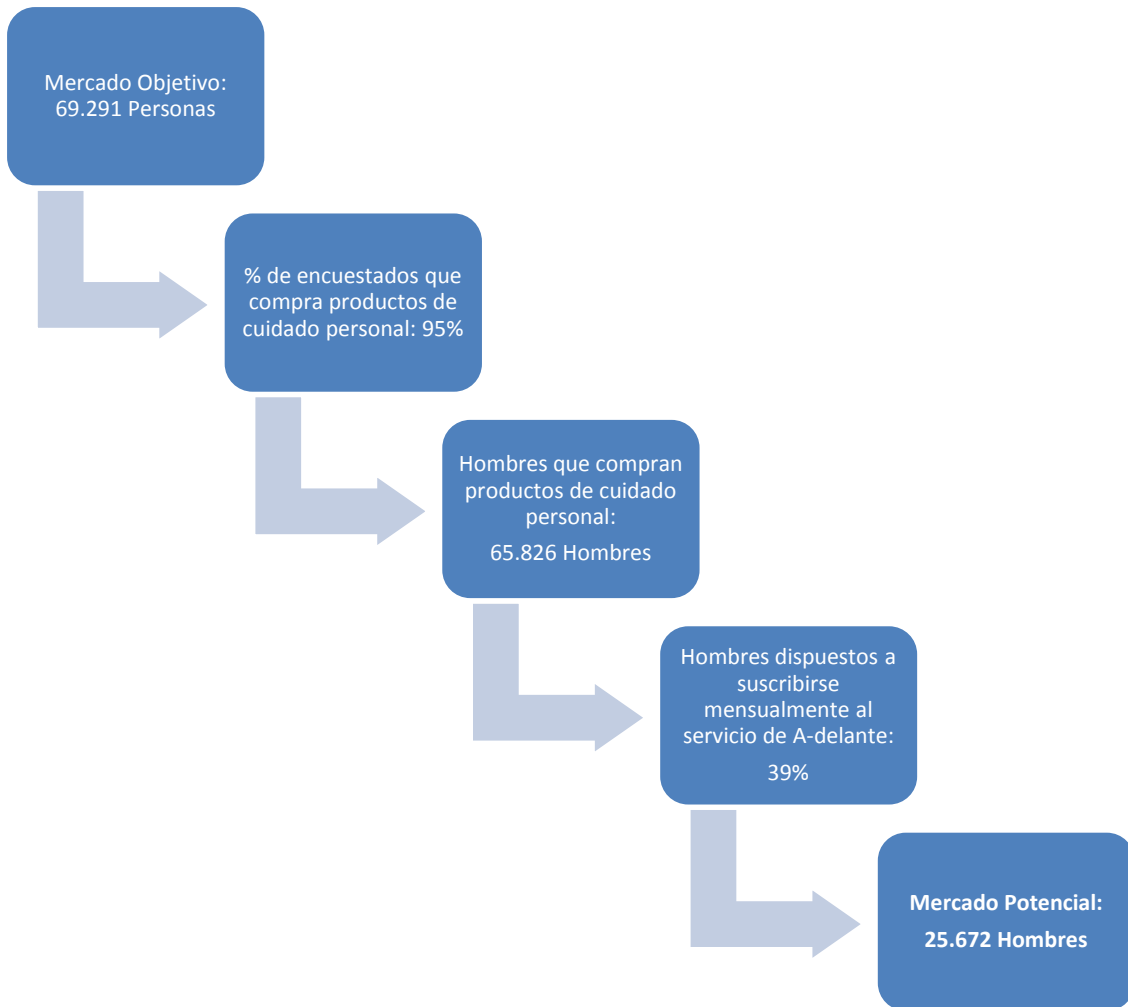 Mercado Objetivo:
69.291 Personas
% de encuestados que
compra productos de
cuidado personal: 95%
Hombres que compran
productos de cuidado
personal:
65.826 Hombres
Hombres dispuestos a
suscribirse
mensualmente al
servicio de A-delante:
39%
Mercado Potencial:
25.672 Hombres